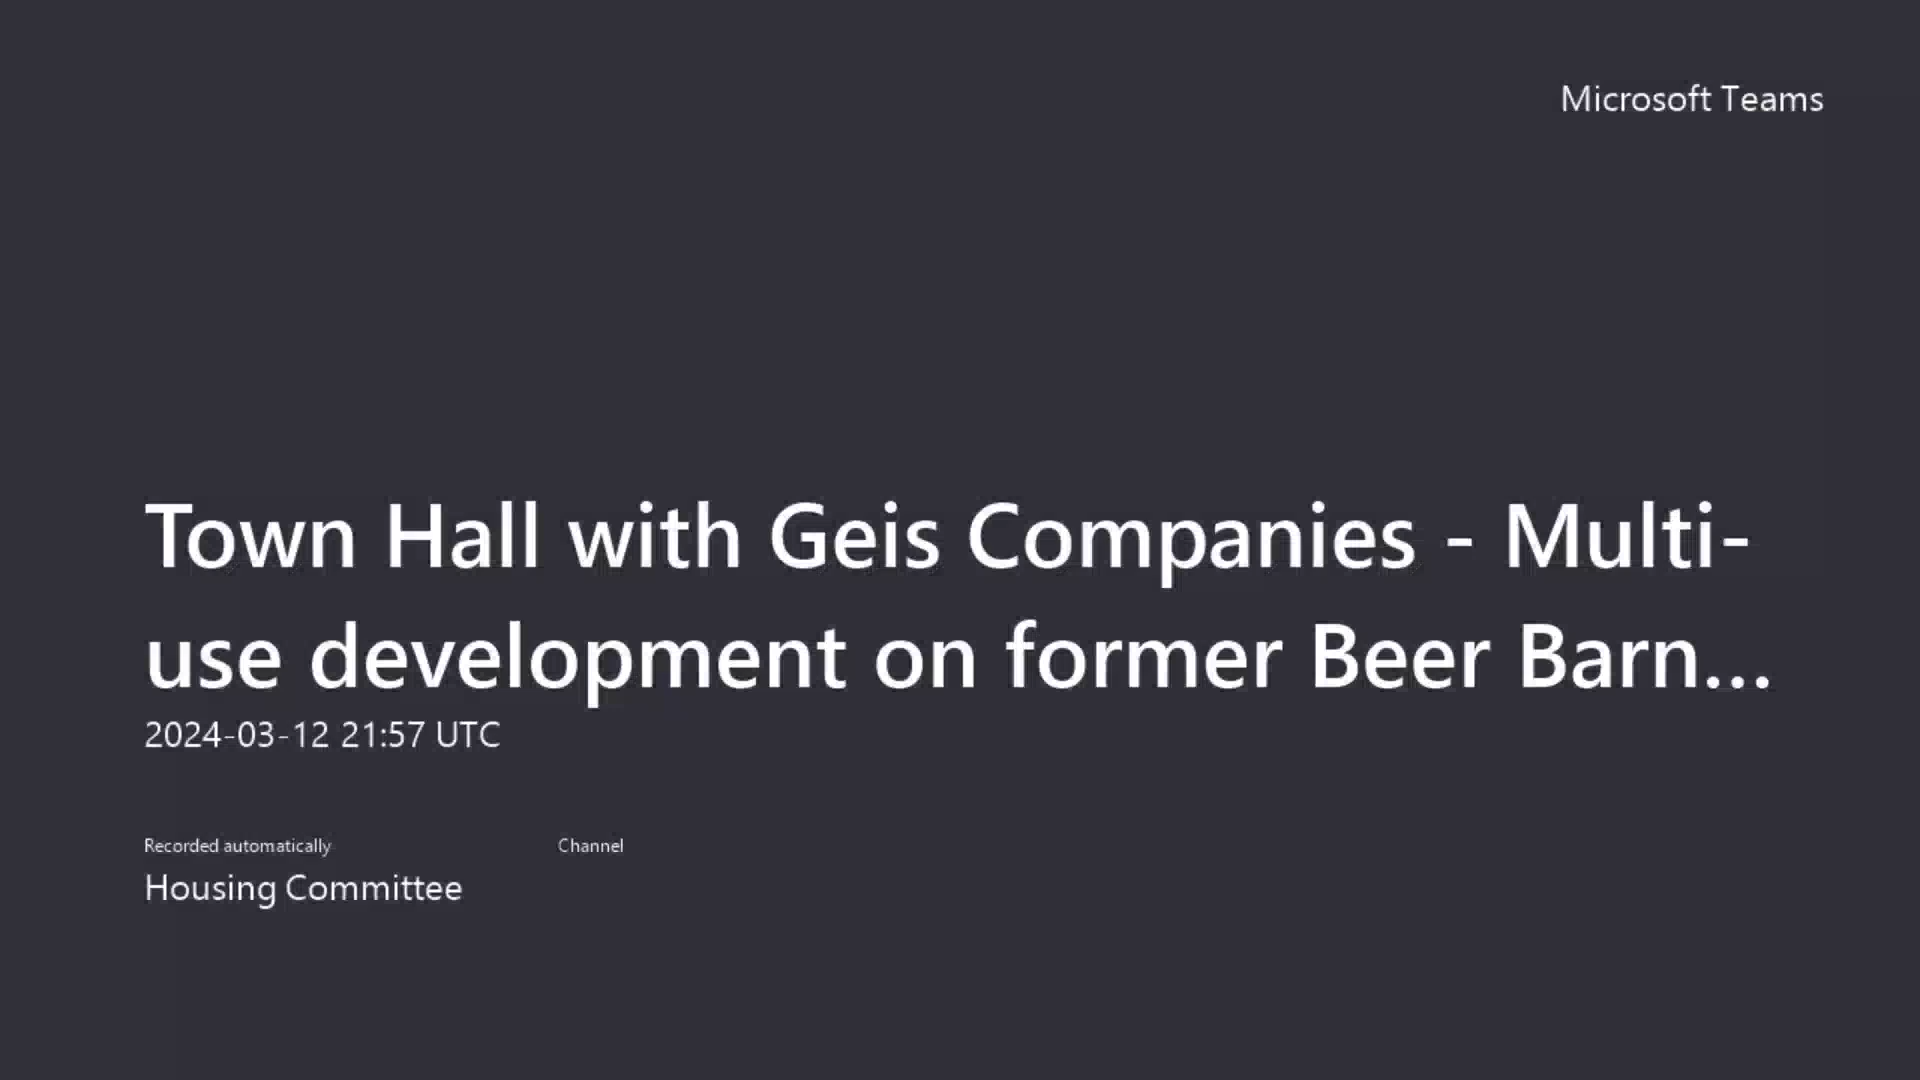 Microsoft Teams
Town Hall with Geis Companies - Multi-
use development on former Beer Barn...
2024-03-12 21:57 UTC
Recorded automatically
Channel
Housing Committee